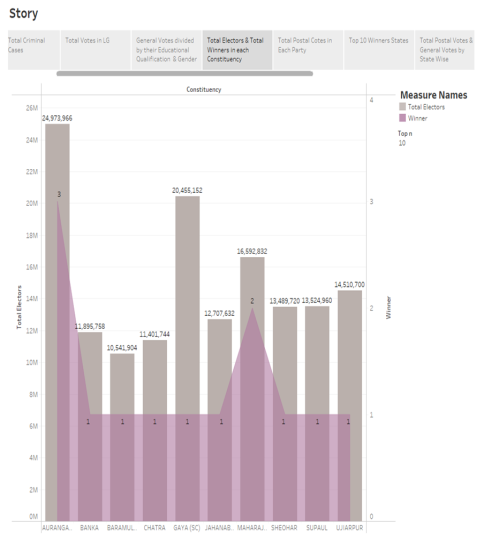 Story
Total Criminal
Cases
Total Votes in LG
General Votes divided
by their Educational
Qualification & Gender
Total Electors & Total
Winners in each
Constituency
Total Postal Cotes in
Each Party
Top 10 Winners States
Total Postal Votes &
General Votes by
State Wise
Constituency
Measure Names
Total Electors
Winner
Top n
10
26M
24M
22M
20M
18M
16M
14M
12M
10M
8M
6M
4M
2M
0M
Total Electors
24,973,966
11,895,758
10,541,904
11,401,744
20,455,152
12,707,632
16,592,832
13,489,720
13,524,960
14,510,700
3
1
1
1
1
1
2
1
1
1
4
3
2
1
0
Winner
AURANGA..
BANKA
BARAMUL..
CHATRA
GAYA (SC)
JAHANAB..
MAHARAJ..
SHEOHAR
SUPAUL
UJIARPUR